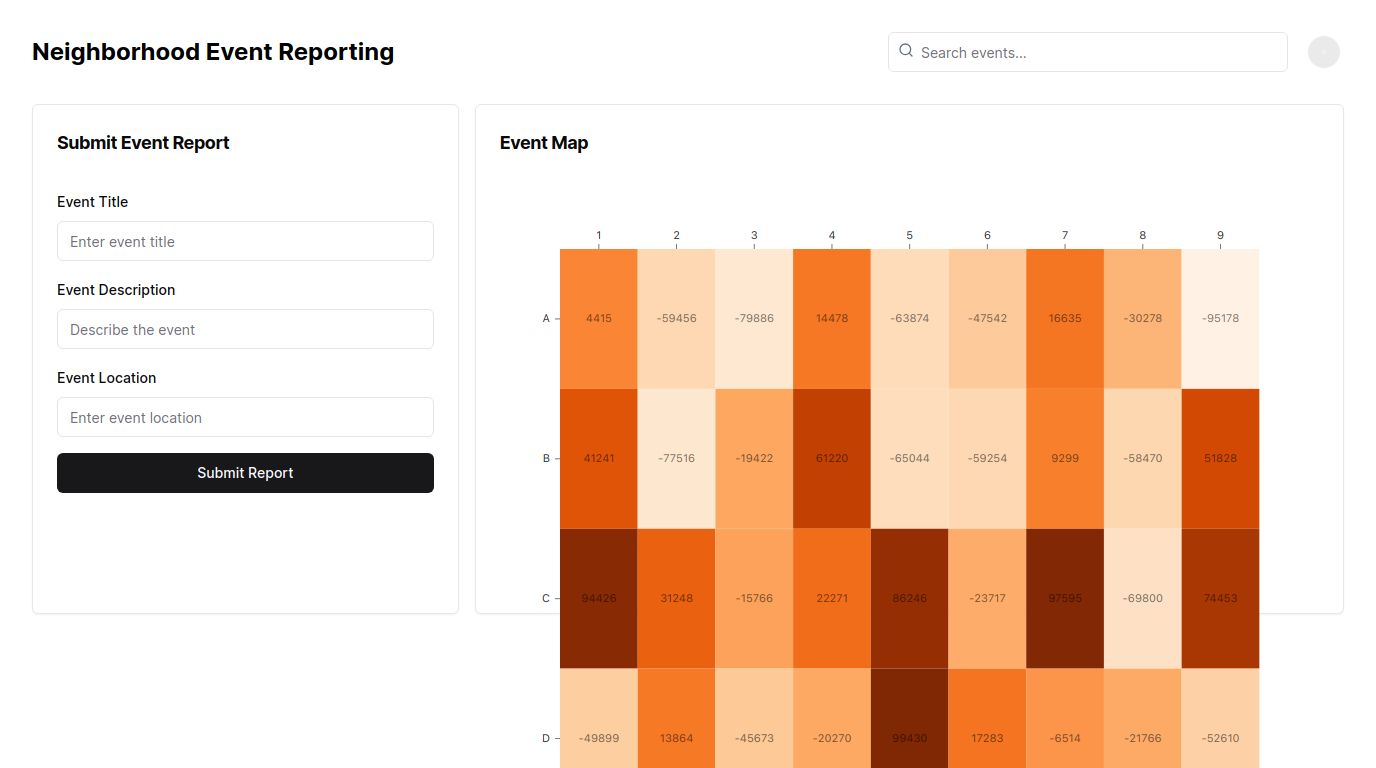 Neighborhood Event Reporting
Search events...
Submit Event Report
Event Title
Enter event title
Event Description
Describe the event
Event Location
Enter event location
Submit Report
Event Map
1 2 3 4 5 6 7 8 9
A 4415 -59456 -79886 14478 -63874 -47542 16635 -30278 -95178
B 41241 -77516 -19422 61220 -65044 -59254 9299 -58470 51828
C 94426 31248 -15766 22271 86246 -23717 97595 -69800 74453
D -49899 13864 -45673 -20270 99430 17283 -6514 -21766 -52610